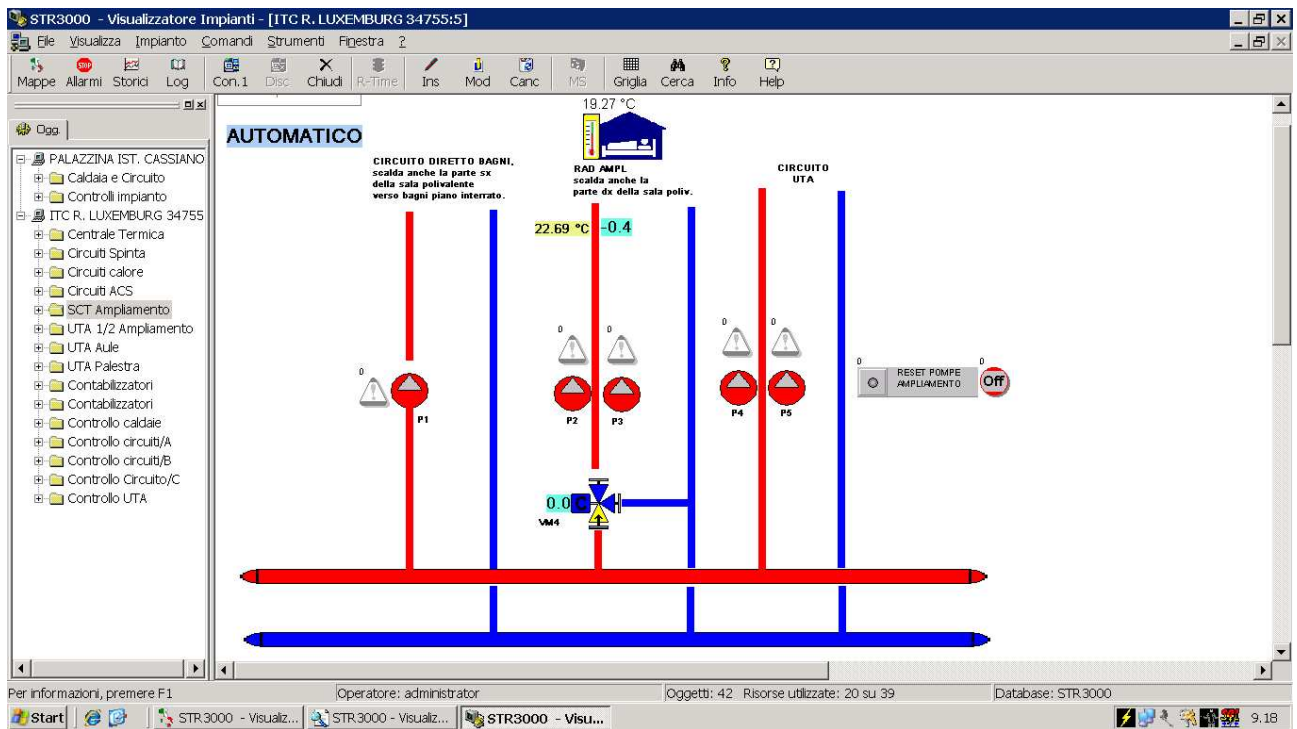 STR3000 - Visualizzatore Impianti - [ITC R. LUXEMBURG 34755:5]
File Visualizza Impianto Comandi Strumenti Finestra ?
Mappe Allarmi Storici Log Con.1 Disc Chiudi R-Time Ins Mod Canc MS Griglia Cerca Info Help
Ogg.
PALAZZINA IST. CASSIANO
Caldaia e Circuito
Controlli impianto
ITC R. LUXEMBURG 34755
Centrale Termica
Circuiti Spinta
Circuiti calore
Circuiti ACS
SCT Ampliamento
UTA 1/2 Ampliamento
UTA Aule
UTA Palestra
Contabilizzatori
Contabilizzatori
Controllo caldaie
Controllo circuiti/A
Controllo circuiti/B
Controllo Circuito/C
Controllo UTA
19.27 °C
AUTOMATICO
CIRCUITO DIRETTO BAGNI,
scalda anche la parte sx
della sala polivalente
verso bagni piano interrato.
RAD AMPL
scalda anche la
parte dx della sala poliv.
CIRCUITO
UTA
22.69 °C -0.4
0 0 0 0
0 0 0
RESET POMPE
AMPLIAMENTO
Off
P1 P2 P3 P4 P5
0.0 C
VM4
Per informazioni, premere F1 Operatore: administrator Oggetti: 42 Risorse utilizzate: 20 su 39 Database: STR3000
Start STR3000 - Visualiz... STR3000 - Visualiz... STR3000 - Visu... 9.18